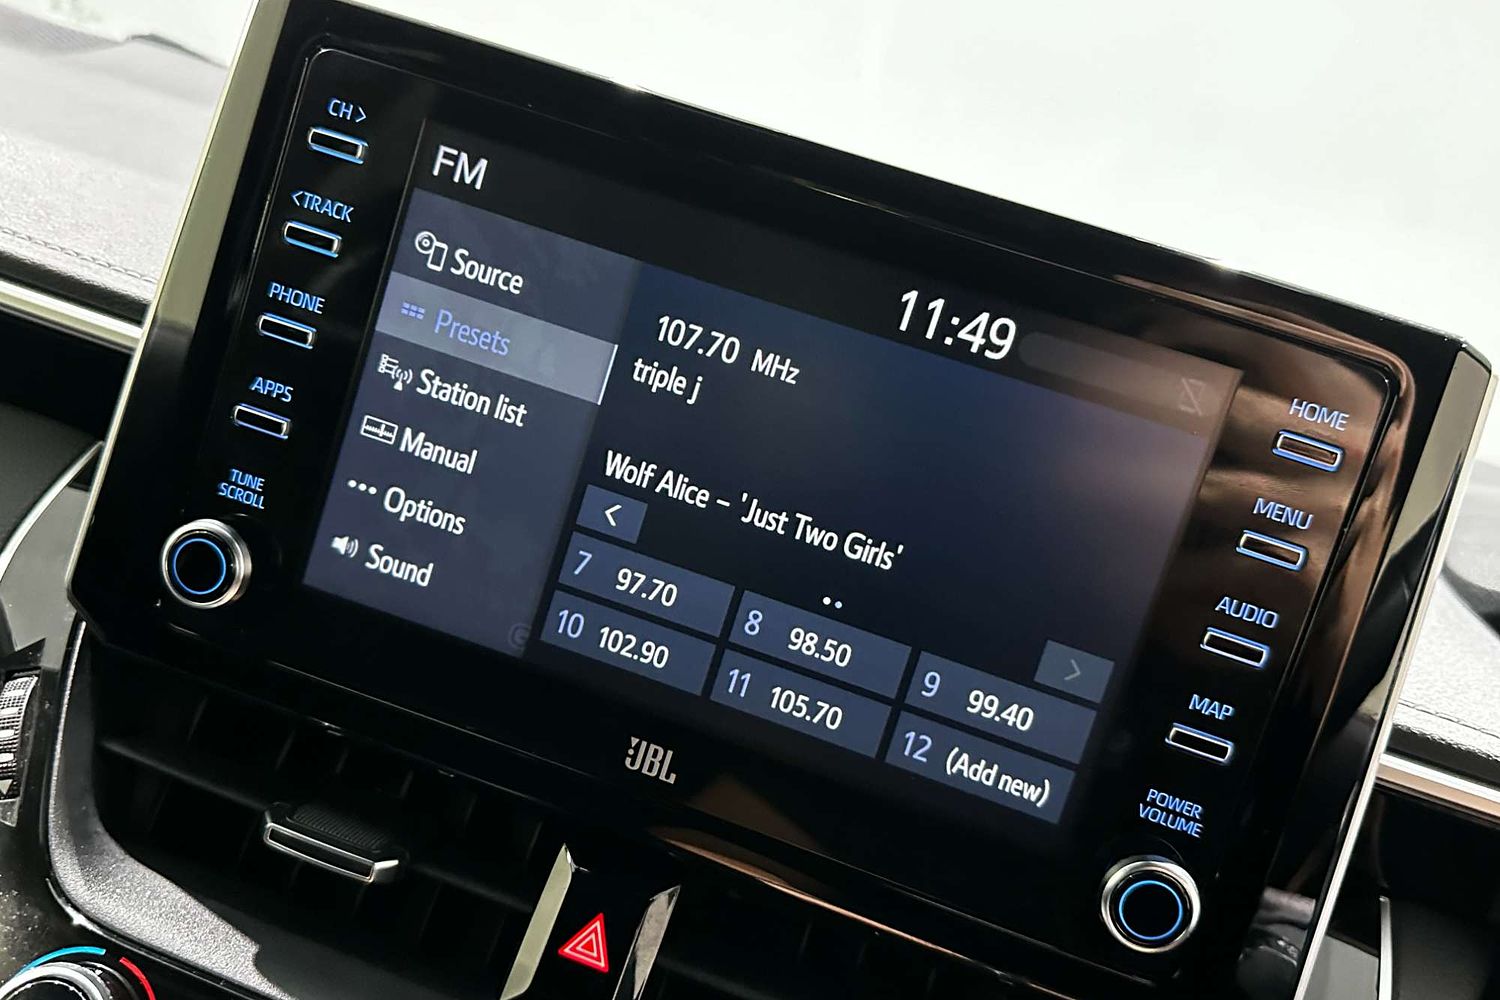 CH >
< TRACK
PHONE
APPS
TUNE
SCROLL
FM
11:49
Source
Presets
Station list
Manual
Options
Sound
107.70 MHz
triple j
Wolf Alice – 'Just Two Girls'
<
>
7 97.70
8 98.50
9 99.40
10 102.90
11 105.70
12 (Add new)
JBL
HOME
MENU
AUDIO
MAP
POWER
VOLUME